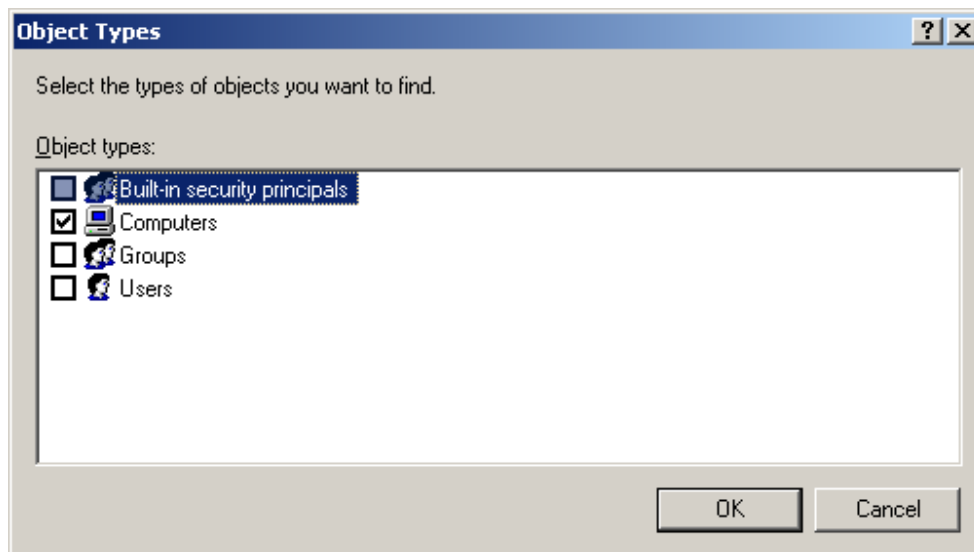 Object Types
Select the types of objects you want to find.
Object types:
Built-in security principals
Computers
Groups
Users
OK
Cancel